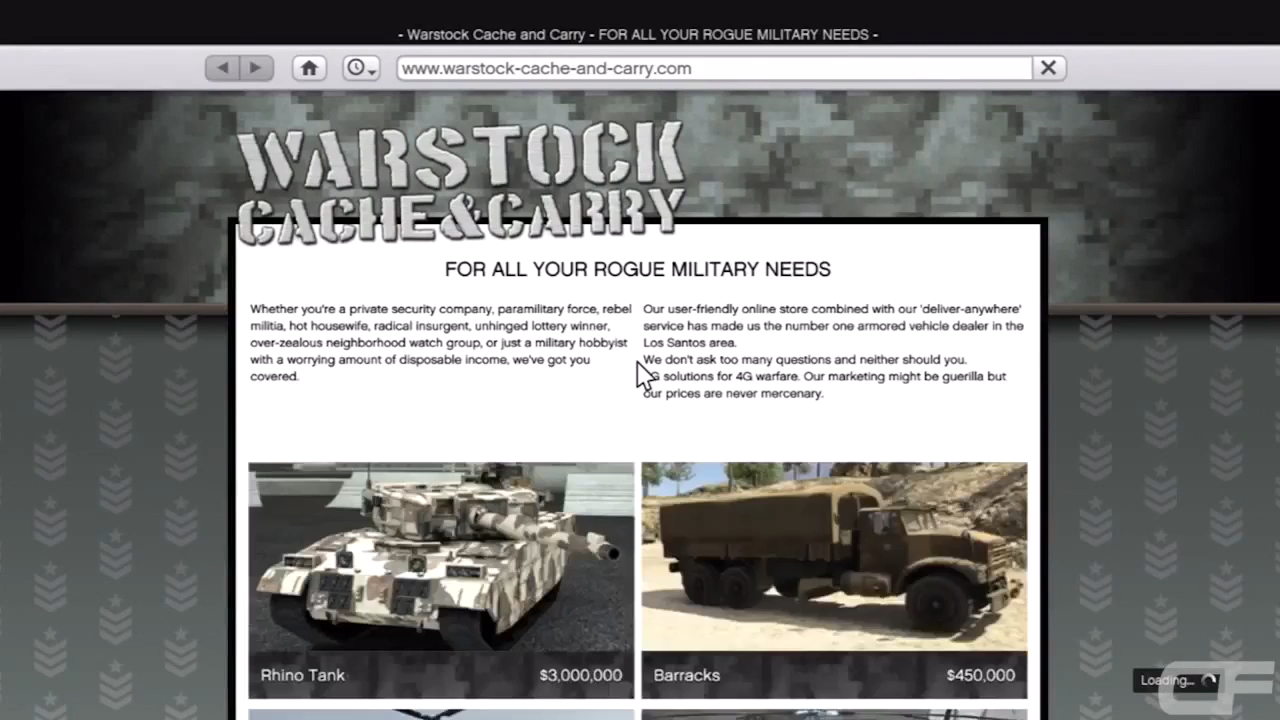 - Warstock Cache and Carry - FOR ALL YOUR ROGUE MILITARY NEEDS -
www.warstock-cache-and-carry.com
WARSTOCK
CACHE&CARRY
FOR ALL YOUR ROGUE MILITARY NEEDS
Whether you're a private security company, paramilitary force, rebel
militia, hot housewife, radical insurgent, unhinged lottery winner,
over-zealous neighborhood watch group, or just a military hobbyist
with a worrying amount of disposable income, we've got you
covered.
Our user-friendly online store combined with our 'deliver-anywhere'
service has made us the number one armored vehicle dealer in the
Los Santos area.
We don't ask too many questions and neither should you.
solutions for 4G warfare. Our marketing might be guerilla but
our prices are never mercenary.
Rhino Tank $3,000,000
Barracks $450,000
Loading...